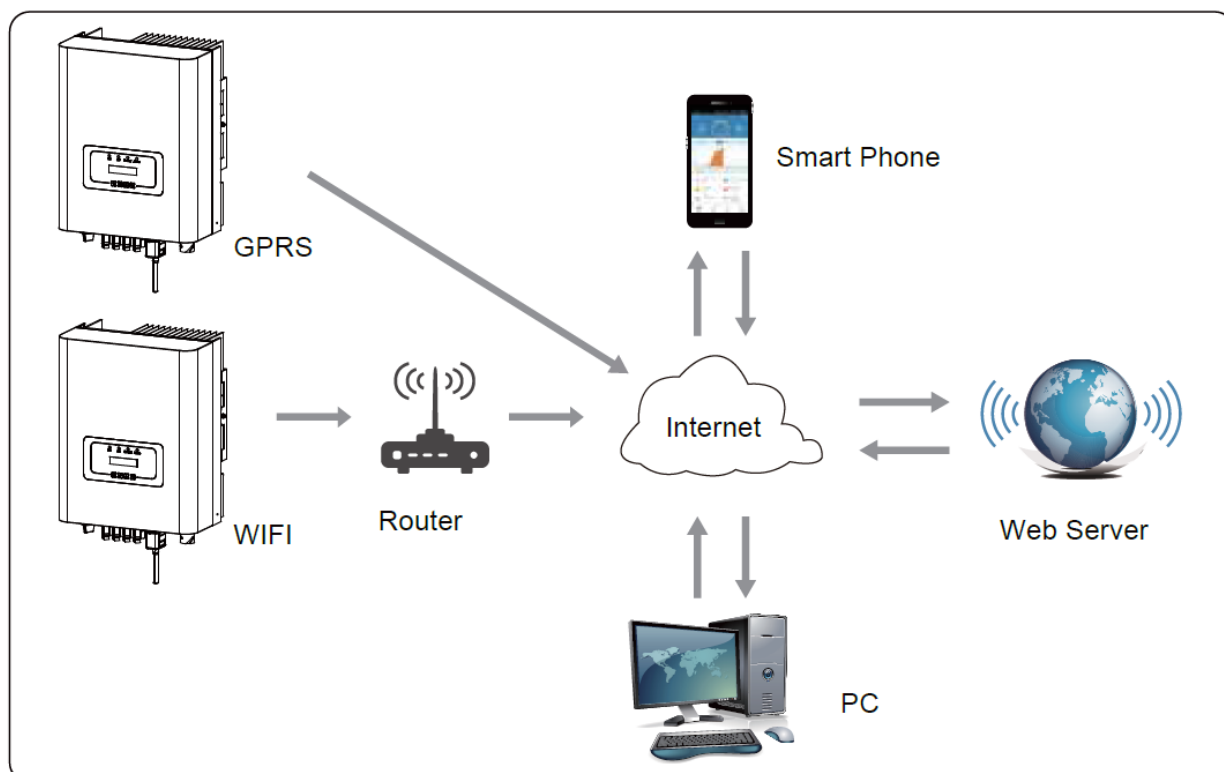 Smart Phone
GPRS
Internet
WIFI
Router
Web Server
PC